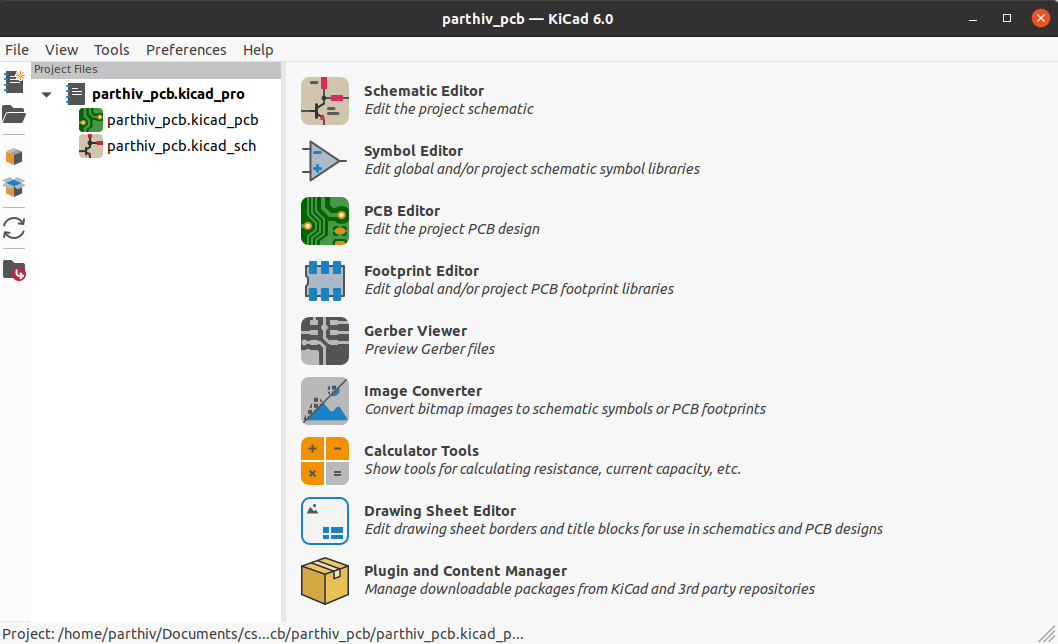 parthiv_pcb — KiCad 6.0
File View Tools Preferences Help
Project Files
parthiv_pcb.kicad_pro
parthiv_pcb.kicad_pcb
parthiv_pcb.kicad_sch
Schematic Editor
Edit the project schematic
Symbol Editor
Edit global and/or project schematic symbol libraries
PCB Editor
Edit the project PCB design
Footprint Editor
Edit global and/or project PCB footprint libraries
Gerber Viewer
Preview Gerber files
Image Converter
Convert bitmap images to schematic symbols or PCB footprints
Calculator Tools
Show tools for calculating resistance, current capacity, etc.
Drawing Sheet Editor
Edit drawing sheet borders and title blocks for use in schematics and PCB designs
Plugin and Content Manager
Manage downloadable packages from KiCad and 3rd party repositories
Project: /home/parthiv/Documents/cs...cb/parthiv_pcb/parthiv_pcb.kicad_p...